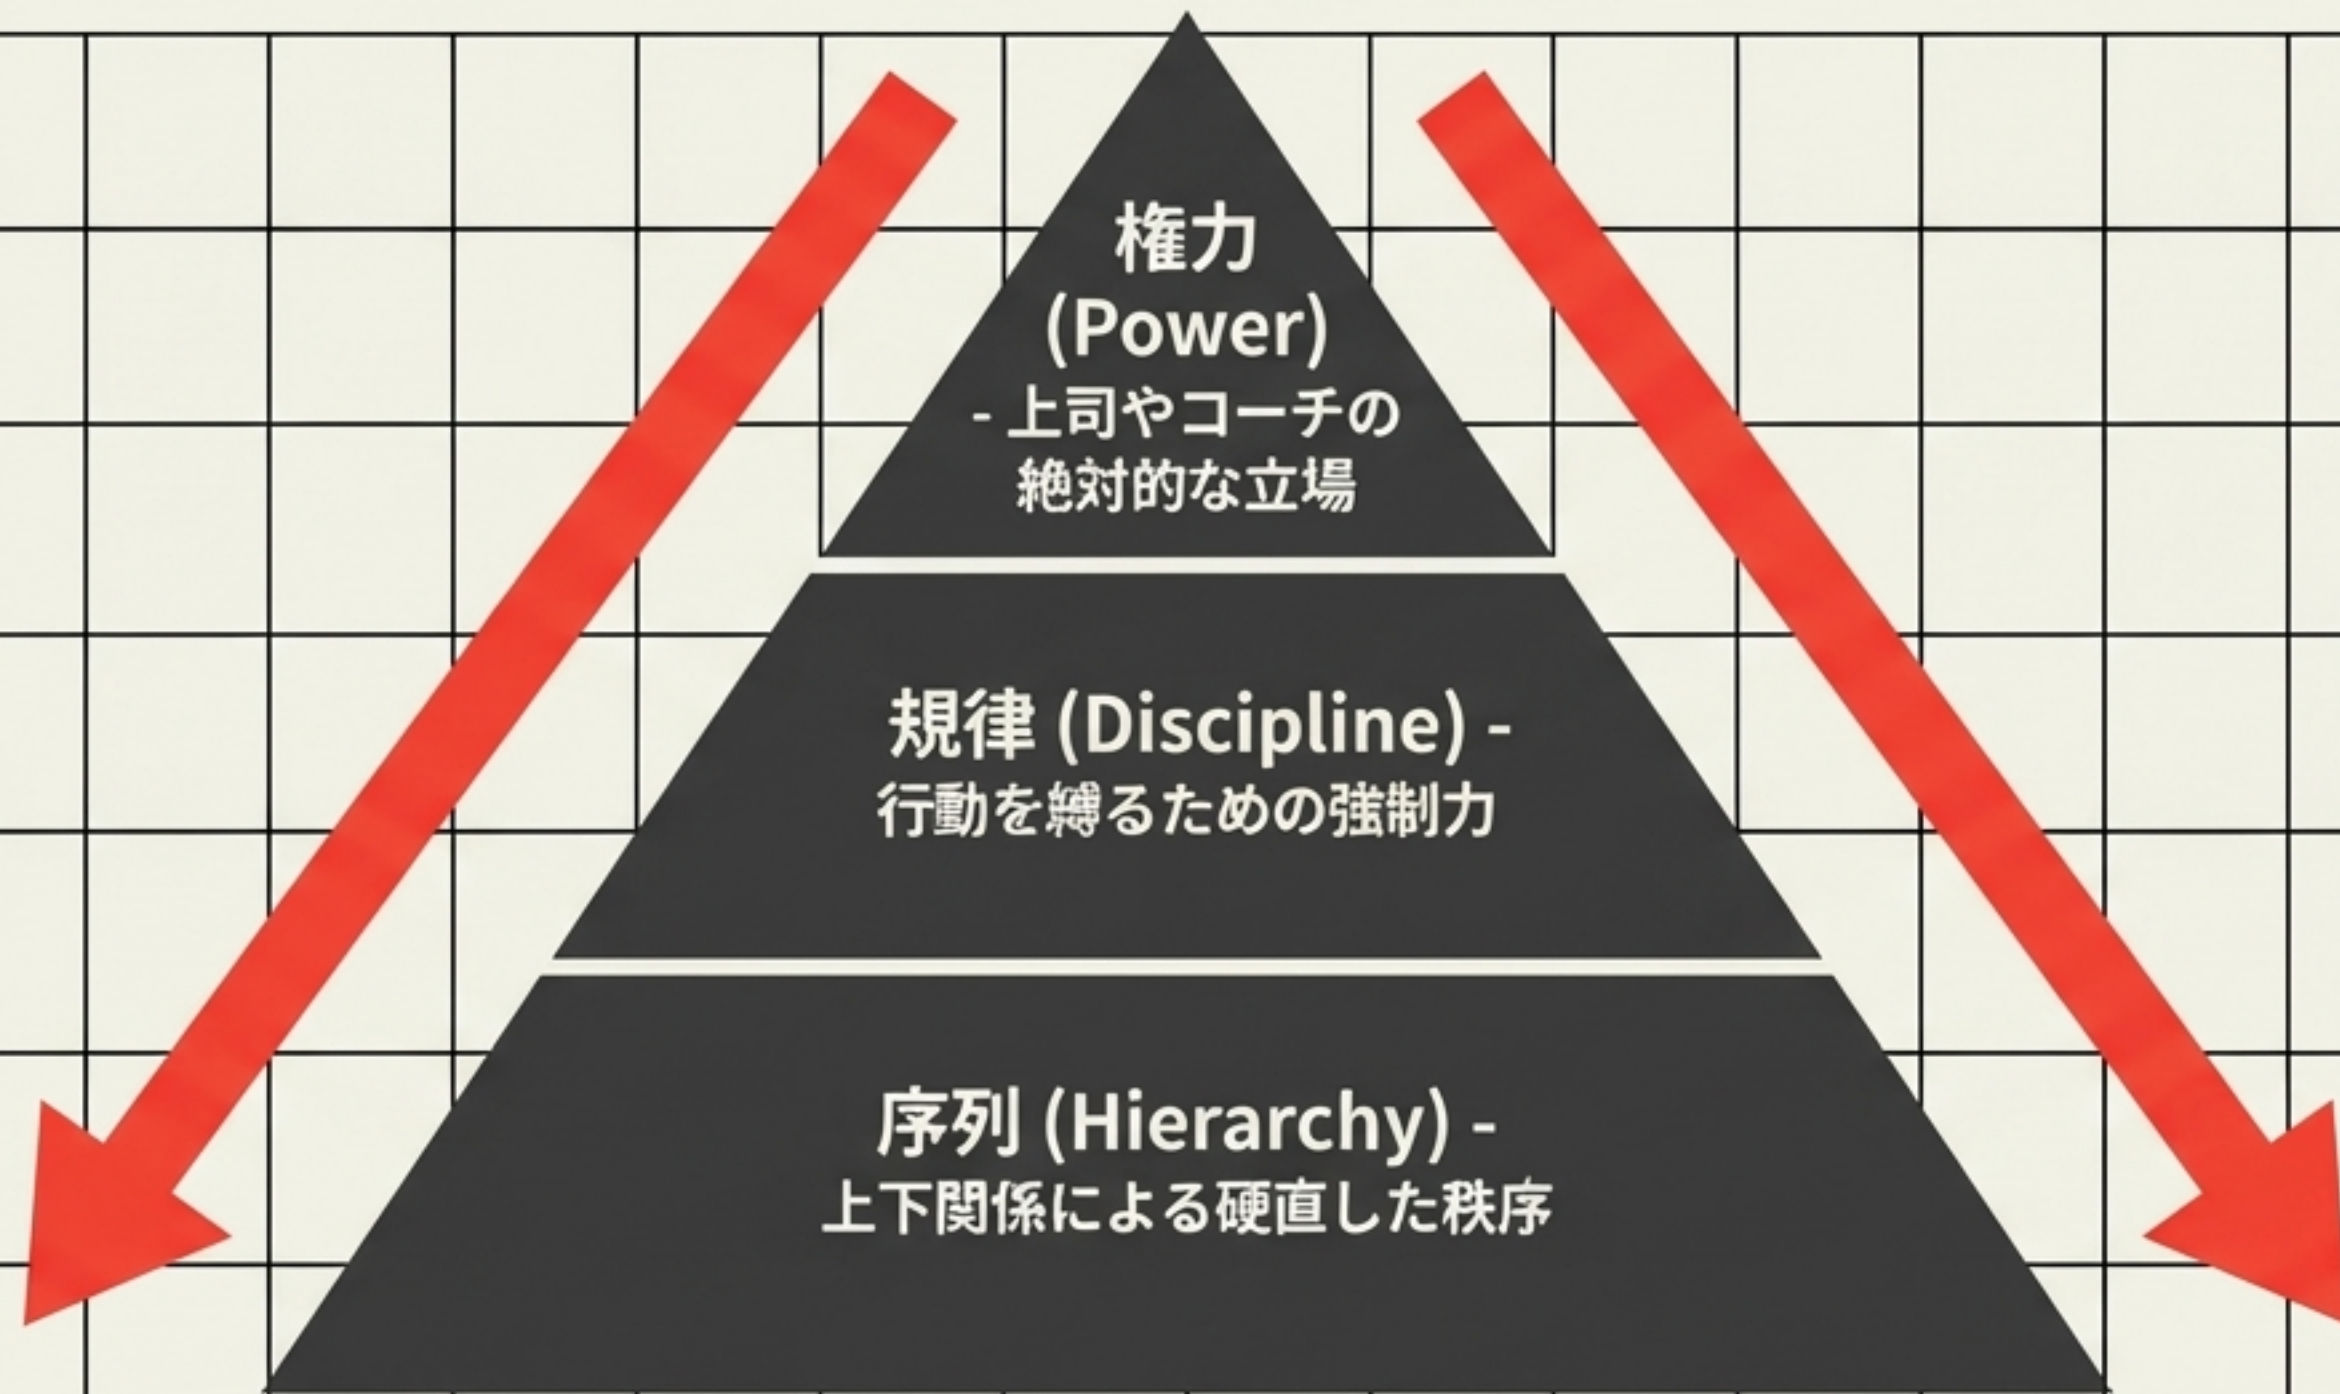 権力
(Power)
- 上司やコーチの
絶対的な立場
規律 (Discipline) -
行動を縛るための強制力
序列 (Hierarchy) -
上下関係による硬直した秩序